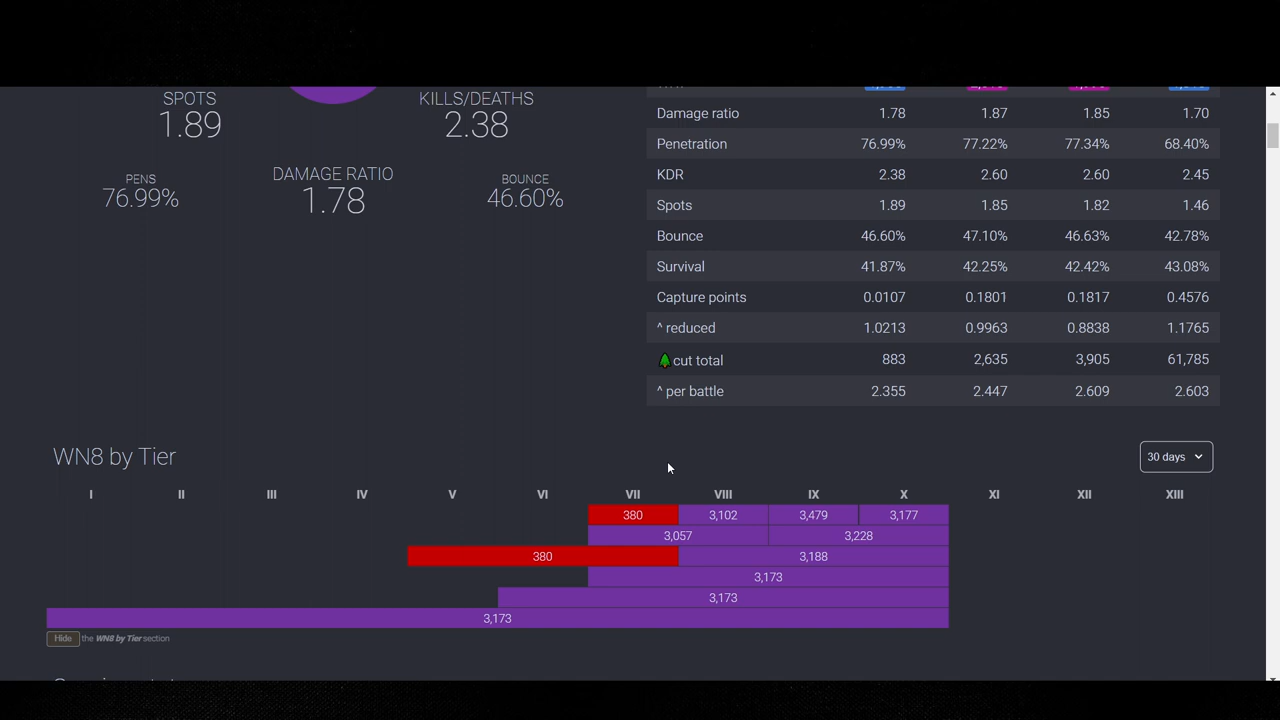 SPOTS
1.89
KILLS/DEATHS
2.38
PENS
76.99%
DAMAGE RATIO
1.78
BOUNCE
46.60%
Damage ratio 1.78 1.87 1.85 1.70
Penetration 76.99% 77.22% 77.34% 68.40%
KDR 2.38 2.60 2.60 2.45
Spots 1.89 1.85 1.82 1.46
Bounce 46.60% 47.10% 46.63% 42.78%
Survival 41.87% 42.25% 42.42% 43.08%
Capture points 0.0107 0.1801 0.1817 0.4576
^ reduced 1.0213 0.9963 0.8838 1.1765
cut total 883 2,635 3,905 61,785
^ per battle 2.355 2.447 2.609 2.603
WN8 by Tier
30 days
I II III IV V VI VII VIII IX X XI XII XIII
380 3,102 3,479 3,177
3,057 3,228
380 3,188
3,173
3,173
3,173
Hide the WN8 by Tier section